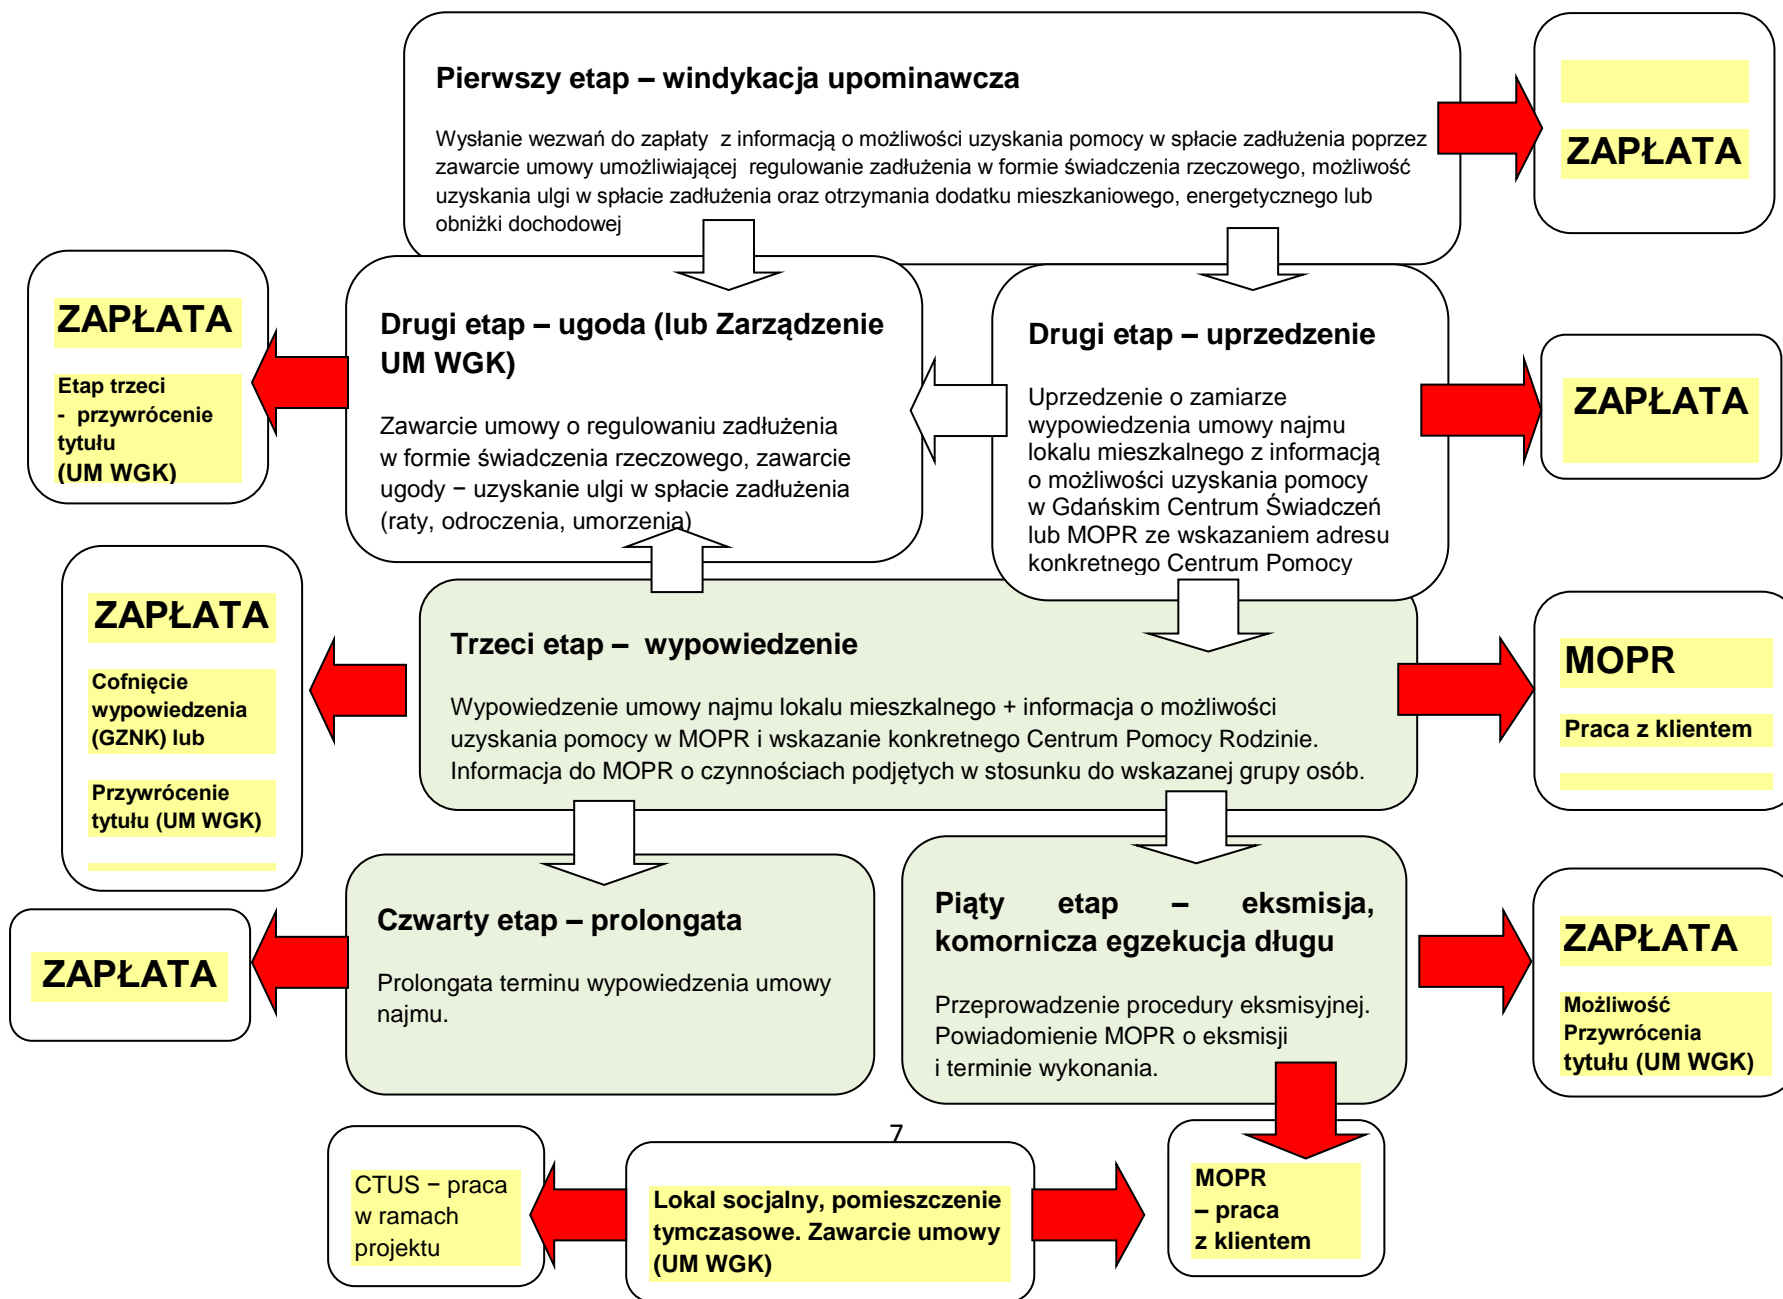 Pierwszy etap – windykacja upominawcza
Wysłanie wezwań do zapłaty z informacją o możliwości uzyskania pomocy w spłacie zadłużenia poprzez
zawarcie umowy umożliwiającej regulowanie zadłużenia w formie świadczenia rzeczowego, możliwość
uzyskania ulgi w spłacie zadłużenia oraz otrzymania dodatku mieszkaniowego, energetycznego lub
obniżki dochodowej
ZAPŁATA
ZAPŁATA
Etap trzeci
- przywrócenie
tytułu
(UM WGK)
Drugi etap – ugoda (lub Zarządzenie
UM WGK)
Zawarcie umowy o regulowaniu zadłużenia
w formie świadczenia rzeczowego, zawarcie
ugody − uzyskanie ulgi w spłacie zadłużenia
(raty, odroczenia, umorzenia)
Drugi etap – uprzedzenie
Uprzedzenie o zamiarze
wypowiedzenia umowy najmu
lokalu mieszkalnego z informacją
o możliwości uzyskania pomocy
w Gdańskim Centrum Świadczeń
lub MOPR ze wskazaniem adresu
konkretnego Centrum Pomocy
ZAPŁATA
ZAPŁATA
Cofnięcie
wypowiedzenia
(GZNK) lub
Przywrócenie
tytułu (UM WGK)
Trzeci etap – wypowiedzenie
Wypowiedzenie umowy najmu lokalu mieszkalnego + informacja o możliwości
uzyskania pomocy w MOPR i wskazanie konkretnego Centrum Pomocy Rodzinie.
Informacja do MOPR o czynnościach podjętych w stosunku do wskazanej grupy osób.
MOPR
Praca z klientem
ZAPŁATA
Czwarty etap – prolongata
Prolongata terminu wypowiedzenia umowy
najmu.
Piąty etap – eksmisja,
komornicza egzekucja długu
Przeprowadzenie procedury eksmisyjnej.
Powiadomienie MOPR o eksmisji
i terminie wykonania.
ZAPŁATA
Możliwość
Przywrócenia
tytułu (UM WGK)
7
CTUS − praca
w ramach
projektu
Lokal socjalny, pomieszczenie
tymczasowe. Zawarcie umowy
(UM WGK)
MOPR
– praca
z klientem